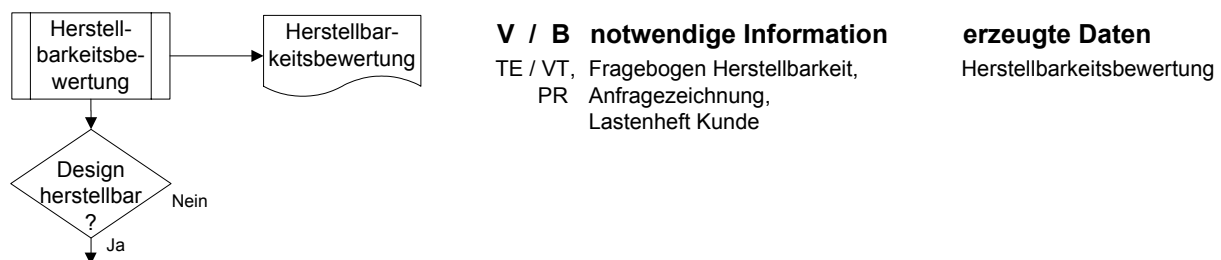 Herstell-
barkeitsbe-
wertung
Herstellbar-
keitsbewertung
V / B notwendige Information erzeugte Daten
TE / VT, Fragebogen Herstellbarkeit, Herstellbarkeitsbewertung
PR Anfragezeichnung,
Lastenheft Kunde
Design
herstellbar
?
Nein
Ja